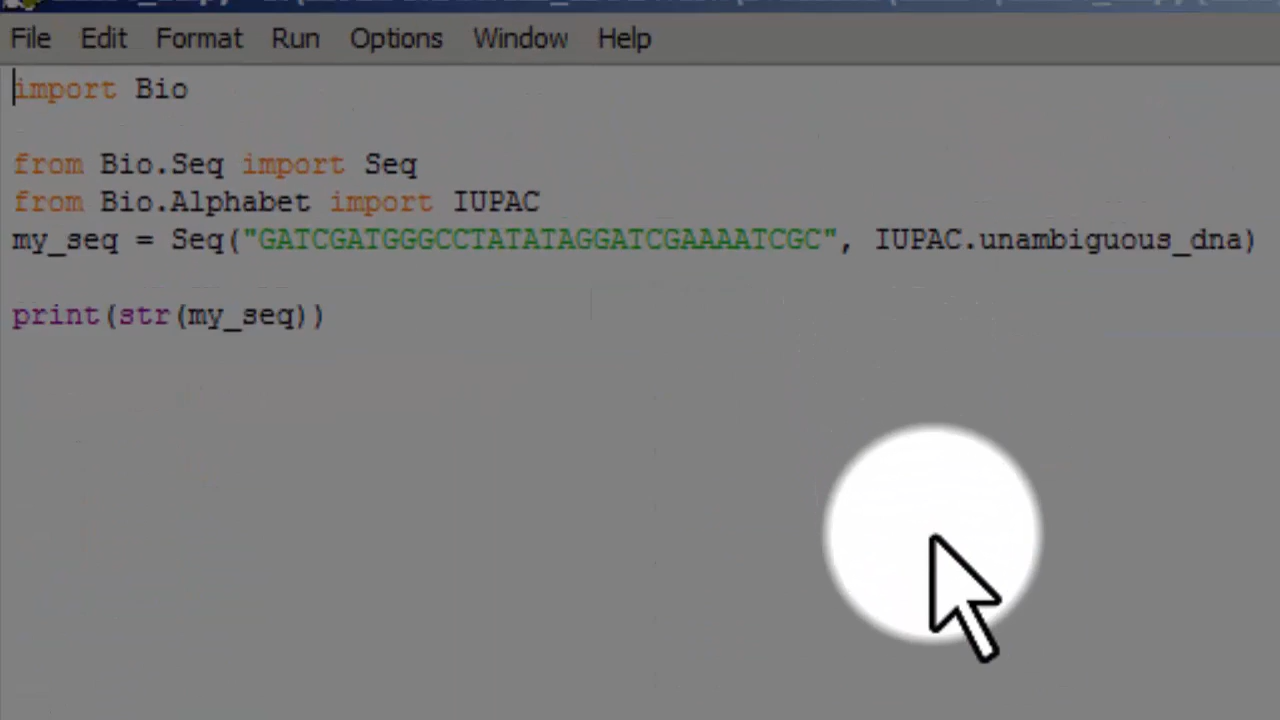 File Edit Format Run Options Window Help
import Bio
from Bio.Seq import Seq
from Bio.Alphabet import IUPAC
my_seq = Seq("GATCGATGGGCCTATATAGGATCGAAAATCGC", IUPAC.unambiguous_dna)
print(str(my_seq))